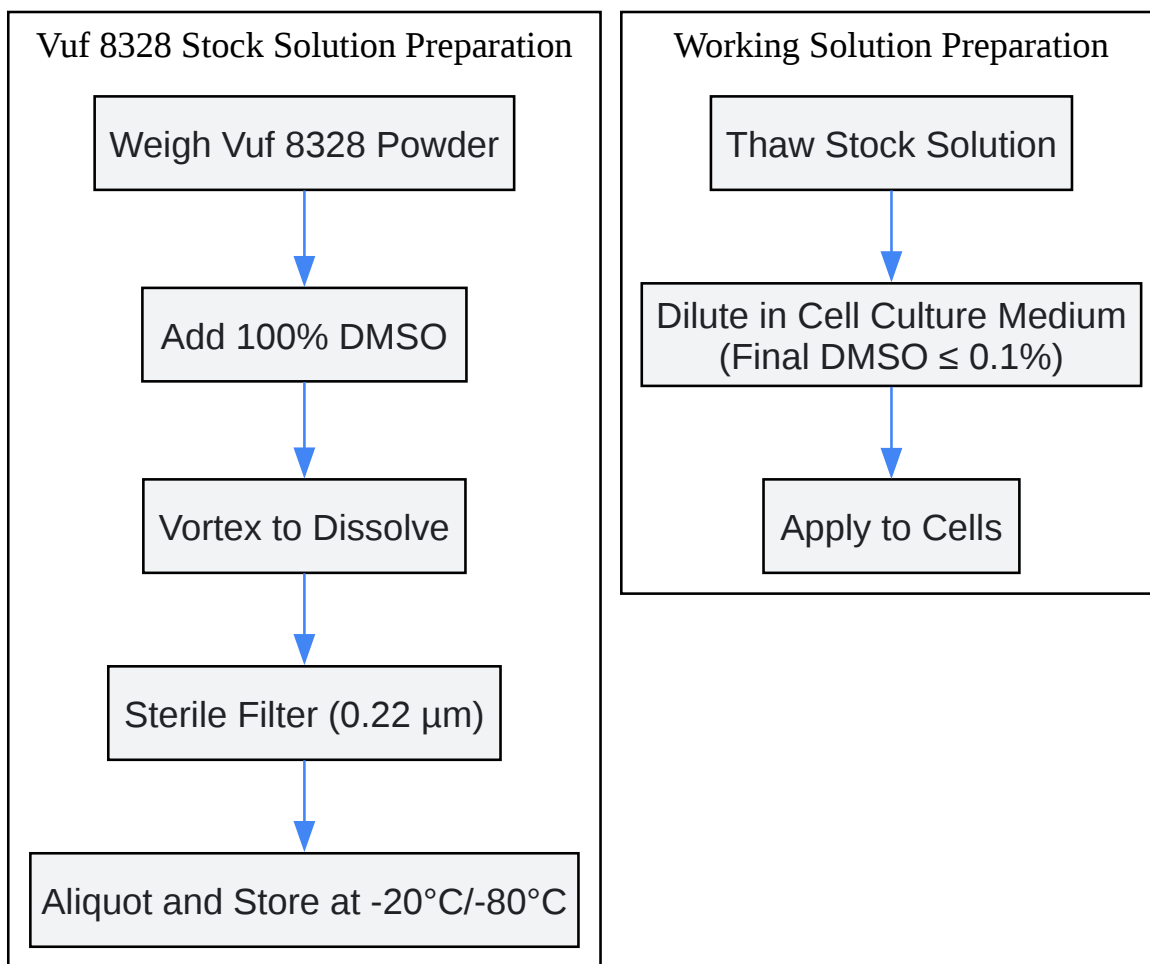 Vuf 8328 Stock Solution Preparation
Weigh Vuf 8328 Powder
Add 100% DMSO
Vortex to Dissolve
Sterile Filter (0.22 µm)
Aliquot and Store at -20°C/-80°C
Working Solution Preparation
Thaw Stock Solution
Dilute in Cell Culture Medium
(Final DMSO ≤ 0.1%)
Apply to Cells